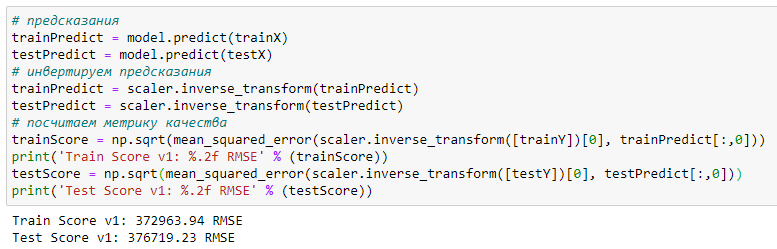 # предсказания
trainPredict = model.predict(trainX)
testPredict = model.predict(testX)
# инвертируем предсказания
trainPredict = scaler.inverse_transform(trainPredict)
testPredict = scaler.inverse_transform(testPredict)
# посчитаем метрику качества
trainScore = np.sqrt(mean_squared_error(scaler.inverse_transform([trainY])[0], trainPredict[:,0]))
print('Train Score v1: %.2f RMSE' % (trainScore))
testScore = np.sqrt(mean_squared_error(scaler.inverse_transform([testY])[0], testPredict[:,0]))
print('Test Score v1: %.2f RMSE' % (testScore))
Train Score v1: 372963.94 RMSE
Test Score v1: 376719.23 RMSE